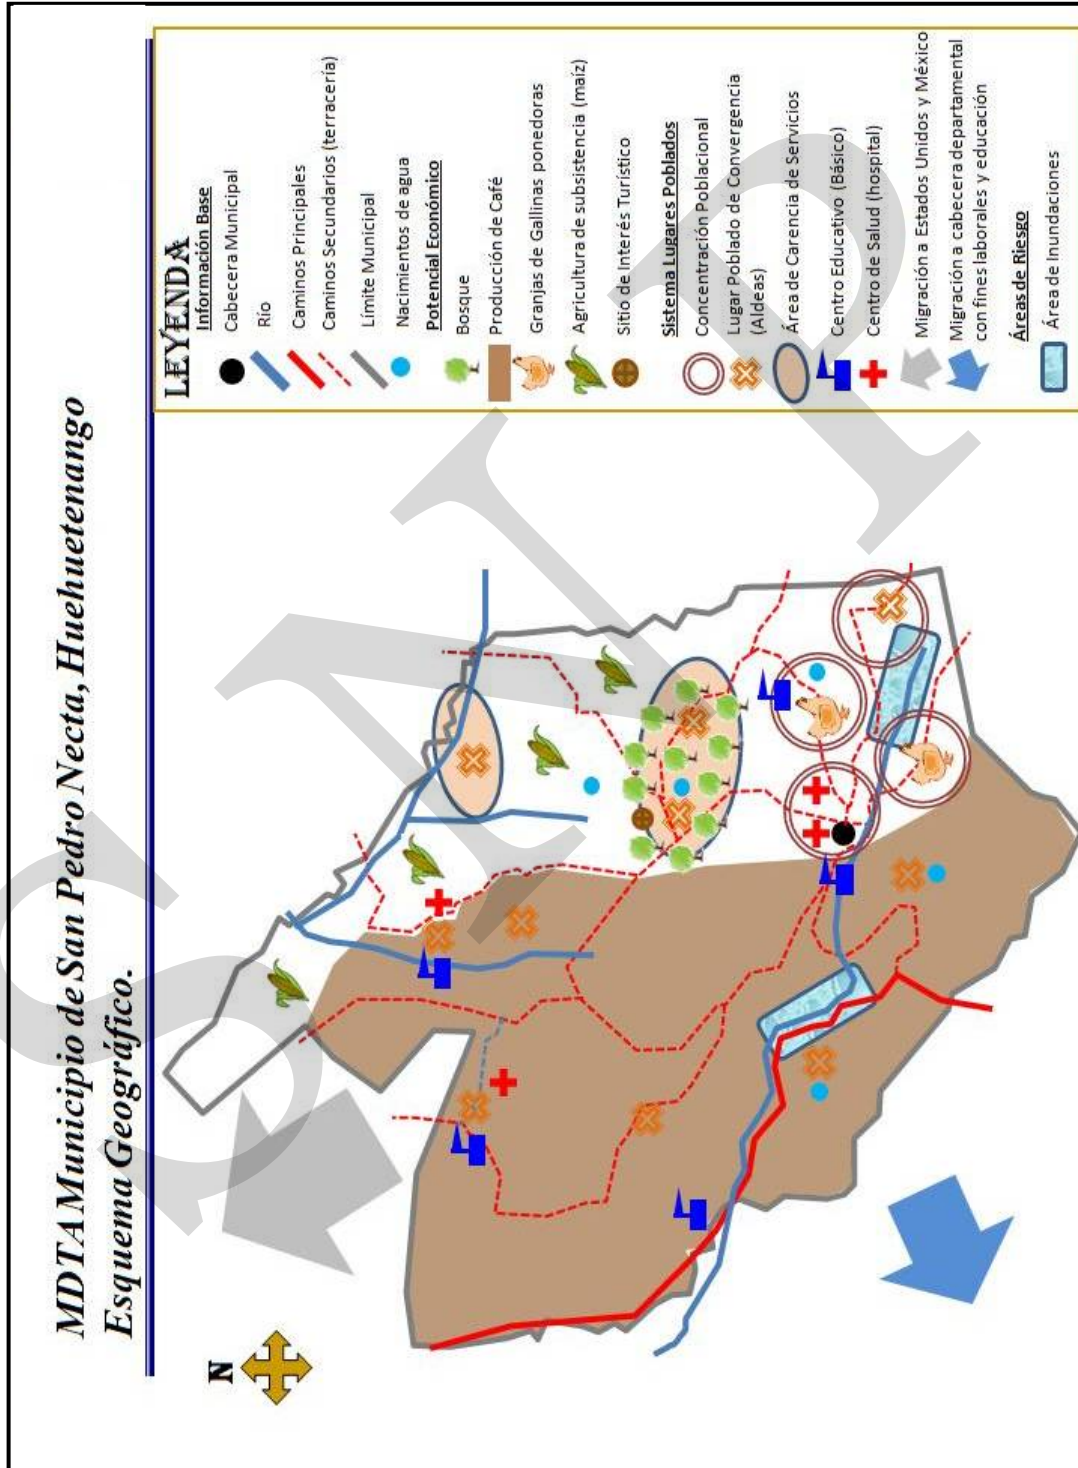 MDTA Municipio de San Pedro Necta, Huehuetenango
Esquema Geográfico.
N
LEYENDA
Información Base
Cabecera Municipal
Río
Caminos Principales
Caminos Secundarios (terracería)
Límite Municipal
Nacimientos de agua
Potencial Económico
Bosque
Producción de Café
Granjas de Gallinas ponedoras
Agricultura de subsistencia (maíz)
Sitio de Interés Turístico
Sistema Lugares Poblados
Concentración Poblacional
Lugar Poblado de Convergencia
(Aldeas)
Área de Carencia de Servicios
Centro Educativo (Básico)
Centro de Salud (hospital)
Migración a Estados Unidos y México
Migración a cabecera departamental
con fines laborales y educación
Áreas de Riesgo
Área de Inundaciones
SNP